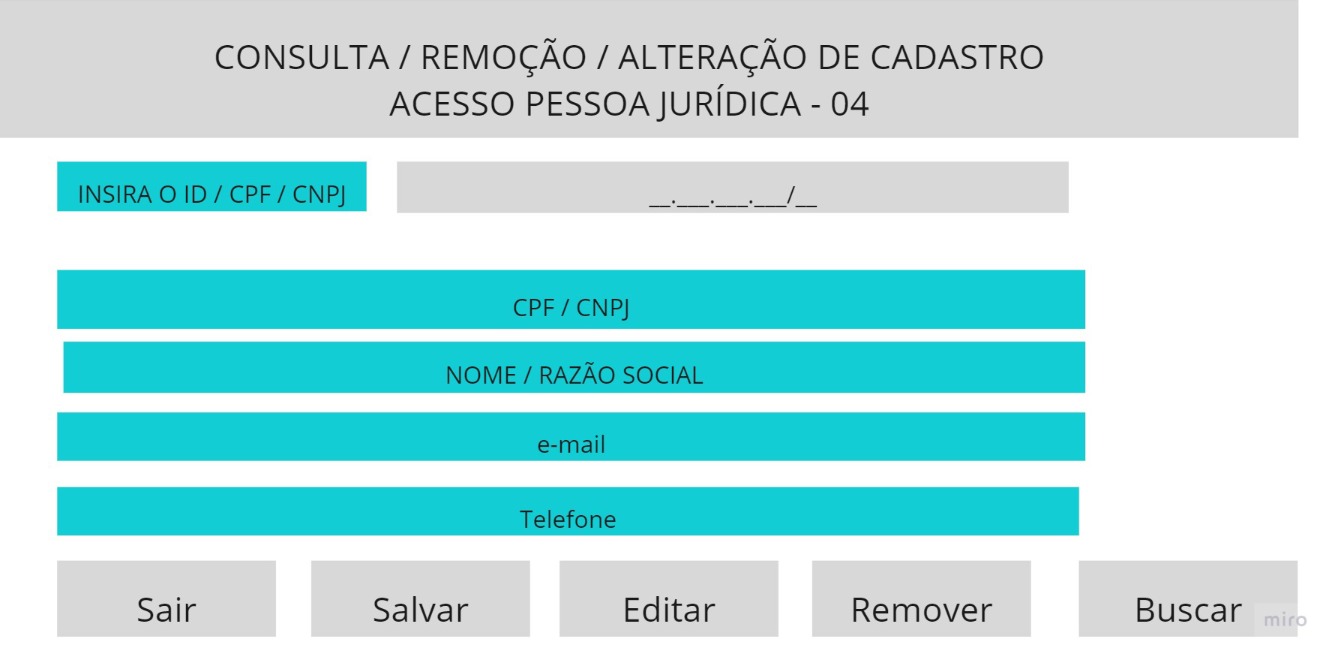 CONSULTA / REMOÇÃO / ALTERAÇÃO DE CADASTRO
ACESSO PESSOA JURÍDICA - 04
INSIRA O ID / CPF / CNPJ
__.___.___.___/__
CPF / CNPJ
NOME / RAZÃO SOCIAL
e-mail
Telefone
Sair Salvar Editar Remover Buscar
miro